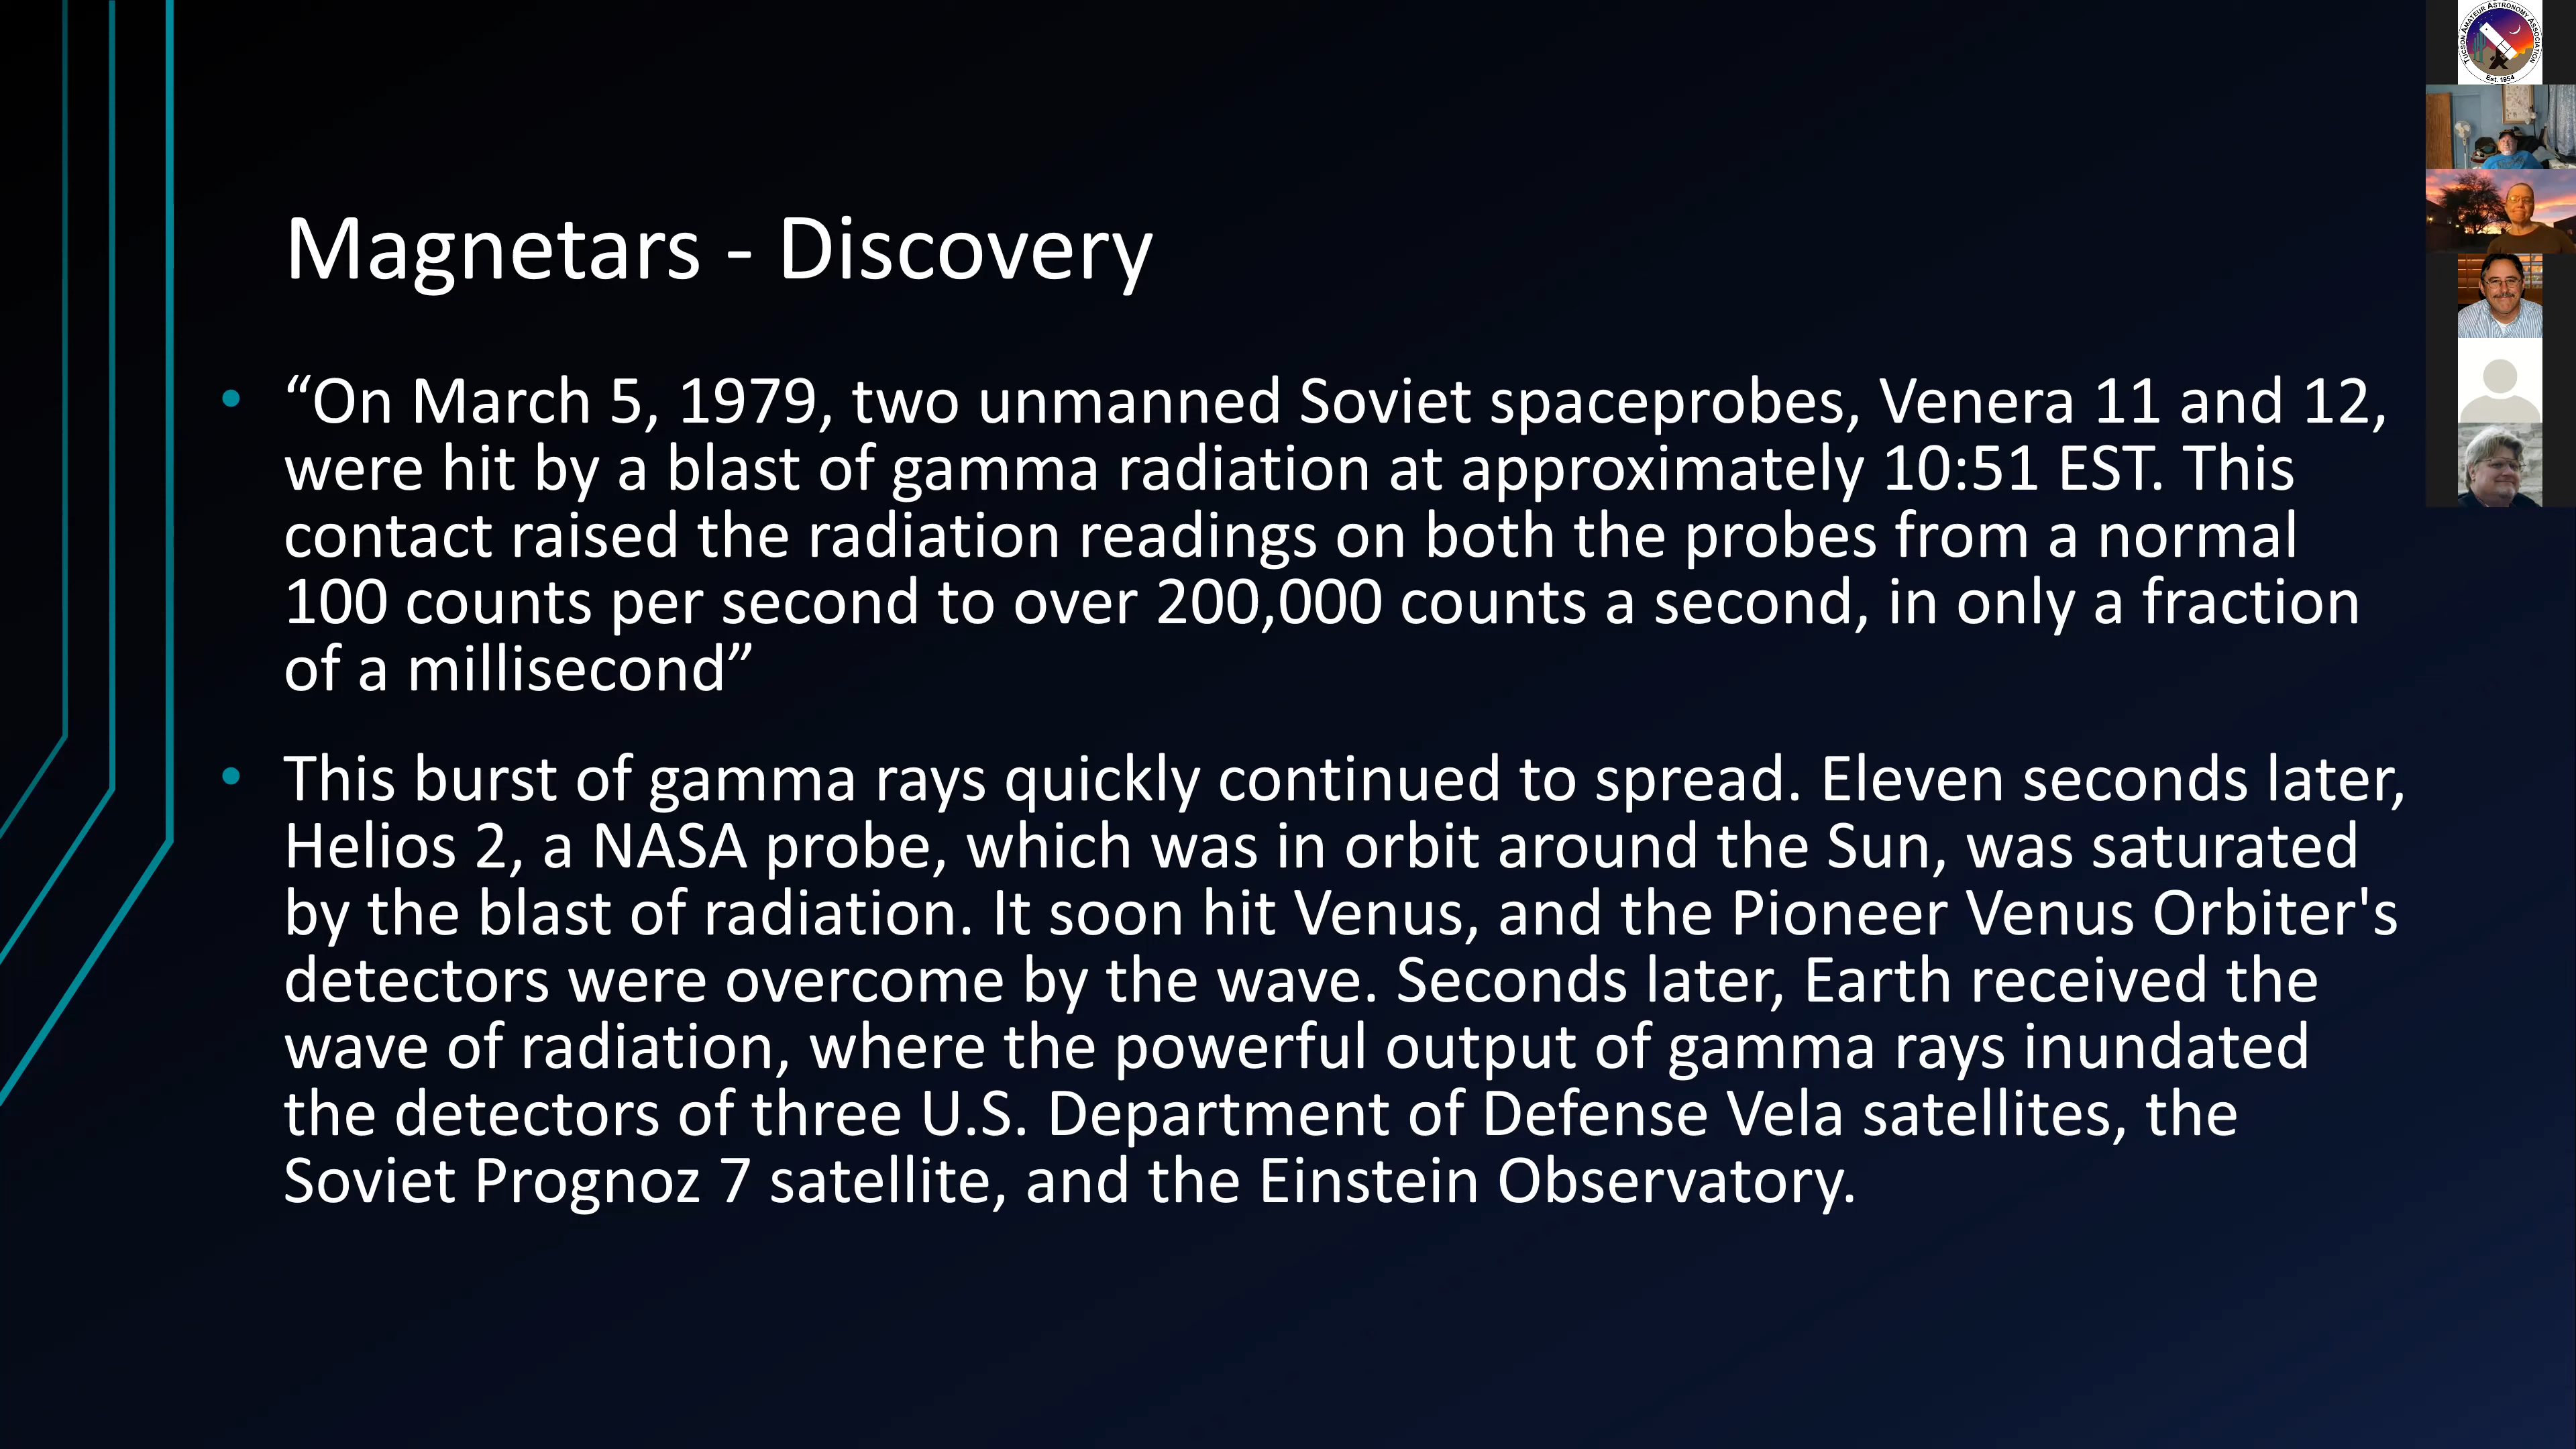 Magnetars - Discovery
• “On March 5, 1979, two unmanned Soviet spaceprobes, Venera 11 and 12,
were hit by a blast of gamma radiation at approximately 10:51 EST. This
contact raised the radiation readings on both the probes from a normal
100 counts per second to over 200,000 counts a second, in only a fraction
of a millisecond”
• This burst of gamma rays quickly continued to spread. Eleven seconds later,
Helios 2, a NASA probe, which was in orbit around the Sun, was saturated
by the blast of radiation. It soon hit Venus, and the Pioneer Venus Orbiter's
detectors were overcome by the wave. Seconds later, Earth received the
wave of radiation, where the powerful output of gamma rays inundated
the detectors of three U.S. Department of Defense Vela satellites, the
Soviet Prognoz 7 satellite, and the Einstein Observatory.
TUCSON AMATEUR ASTRONOMY ASSOCIATION
Est. 1954